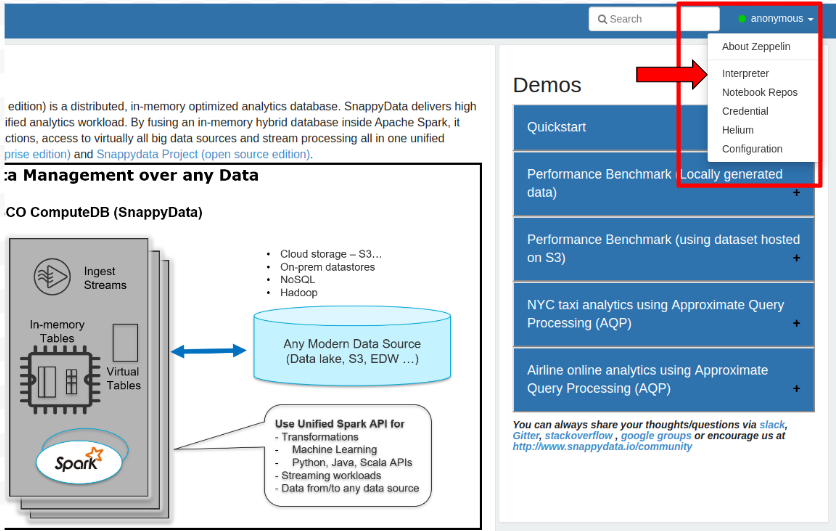 Search
anonymous
About Zeppelin
Interpreter
Notebook Repos
Credential
Helium
Configuration
edition) is a distributed, in-memory optimized analytics database. SnappyData delivers high
ified analytics workload. By fusing an in-memory hybrid database inside Apache Spark, it
ctions, access to virtually all big data sources and stream processing all in one unified
prise edition) and Snappydata Project (open source edition).
ta Management over any Data
CO ComputeDB (SnappyData)
Ingest
Streams
In-memory
Tables
Virtual
Tables
Spark
• Cloud storage – S3...
• On-prem datastores
• NoSQL
• Hadoop
Any Modern Data Source
(Data lake, S3, EDW ...)
Use Unified Spark API for
- Transformations
- Machine Learning
- Python, Java, Scala APIs
- Streaming workloads
- Data from/to any data source
Demos
Quickstart
Performance Benchmark (Locally generated
data) +
Performance Benchmark (using dataset hosted
on S3) +
NYC taxi analytics using Approximate Query
Processing (AQP) +
Airline online analytics using Approximate
Query Processing (AQP) +
You can always share your thoughts/questions via slack,
Gitter, stackoverflow , google groups or encourage us at
http://www.snappydata.io/community